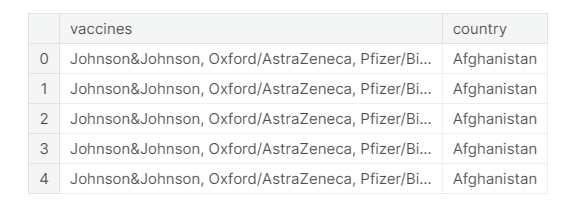 vaccines country
0 Johnson&Johnson, Oxford/AstraZeneca, Pfizer/Bi... Afghanistan
1 Johnson&Johnson, Oxford/AstraZeneca, Pfizer/Bi... Afghanistan
2 Johnson&Johnson, Oxford/AstraZeneca, Pfizer/Bi... Afghanistan
3 Johnson&Johnson, Oxford/AstraZeneca, Pfizer/Bi... Afghanistan
4 Johnson&Johnson, Oxford/AstraZeneca, Pfizer/Bi... Afghanistan